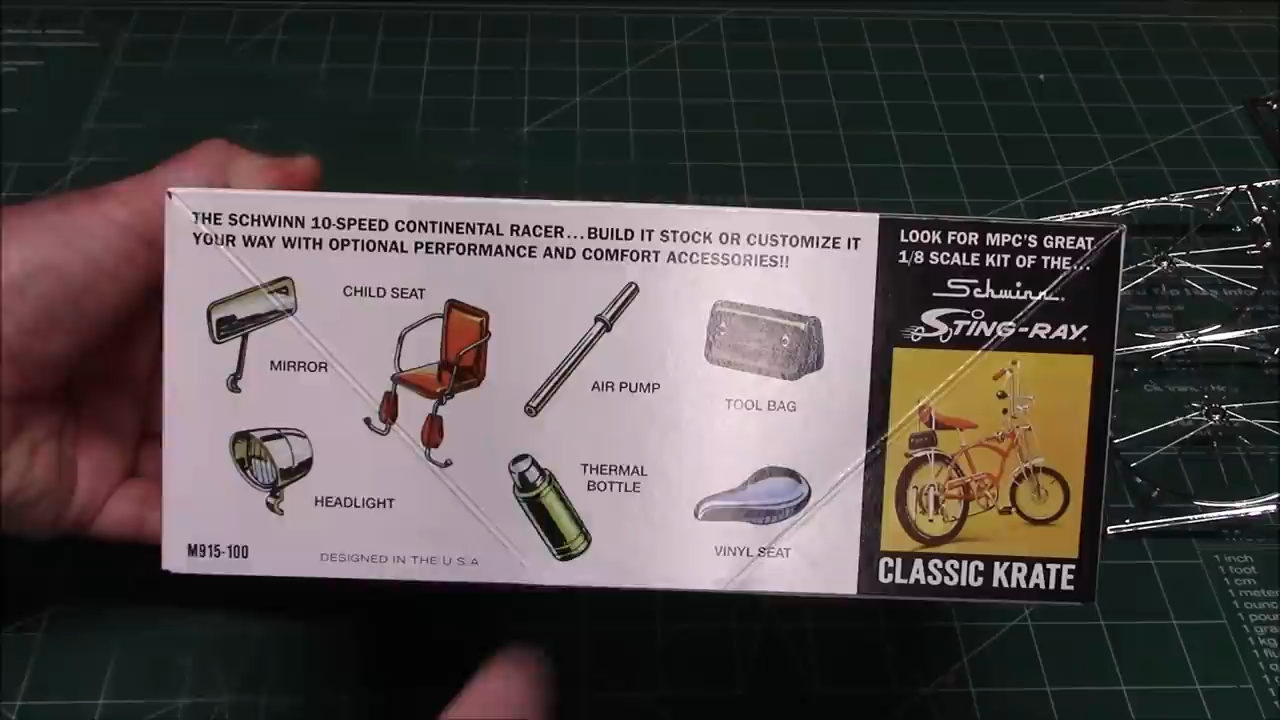 THE SCHWINN 10-SPEED CONTINENTAL RACER...BUILD IT STOCK OR CUSTOMIZE IT
YOUR WAY WITH OPTIONAL PERFORMANCE AND COMFORT ACCESSORIES!!
MIRROR
CHILD SEAT
AIR PUMP
TOOL BAG
HEADLIGHT
THERMAL
BOTTLE
VINYL SEAT
M915-100
DESIGNED IN THE U.S.A
LOOK FOR MPC'S GREAT
1/8 SCALE KIT OF THE...
Schwinn
STING-RAY
CLASSIC KRATE
1 inch
1 foot
1 cm